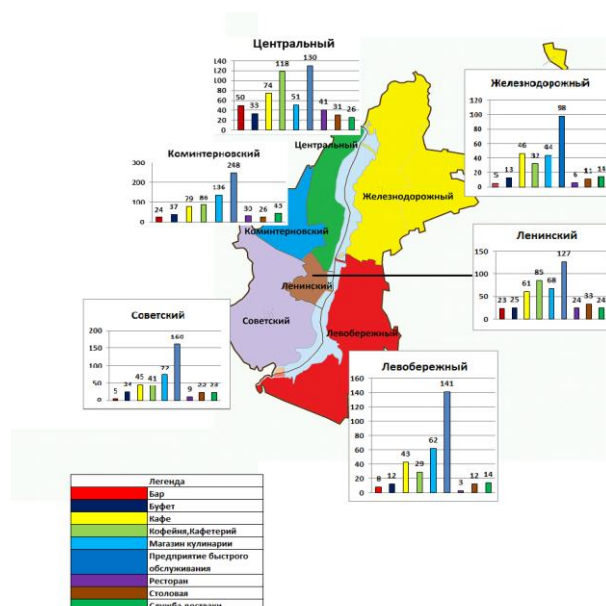 Центральный
140
120
100
80
60
40
20
0
50 33 74 118 51 130 41 31 26
Железнодорожный
120
100
80
60
40
20
0
5 13 46 37 44 98 6 11 15
Коминтерновский
300
200
100
0
24 37 79 86 136 248 30 26 45
Центральный
Железнодорожный
Коминтерновский
Ленинский
Советский
Левобережный
Ленинский
150
100
50
0
23 25 61 85 68 127 24 33 24
Советский
200
150
100
50
0
5 24 45 41 72 160 9 22 23
Левобережный
160
140
120
100
80
60
40
20
0
8 12 43 29 62 141 3 12 14
Легенда
Бар
Буфет
Кафе
Кофейня,Кафетерий
Магазин кулинарии
Предприятие быстрого
обслуживания
Ресторан
Столовая
Служба доставки